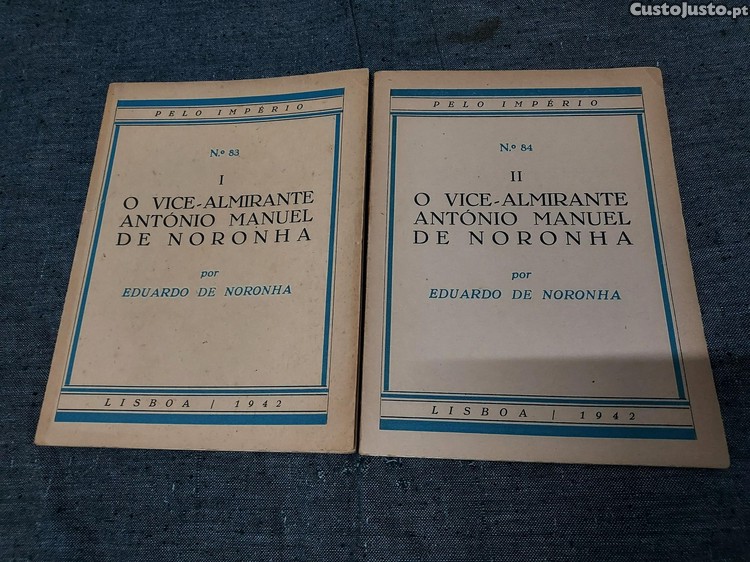 CustoJusto.pt
PELO IMPÉRIO
N.º 83
I
O VICE-ALMIRANTE
ANTÓNIO MANUEL
DE NORONHA
por
EDUARDO DE NORONHA
LISBOA / 1942
PELO IMPÉRIO
N.º 84
II
O VICE-ALMIRANTE
ANTÓNIO MANUEL
DE NORONHA
por
EDUARDO DE NORONHA
LISBOA / 1942